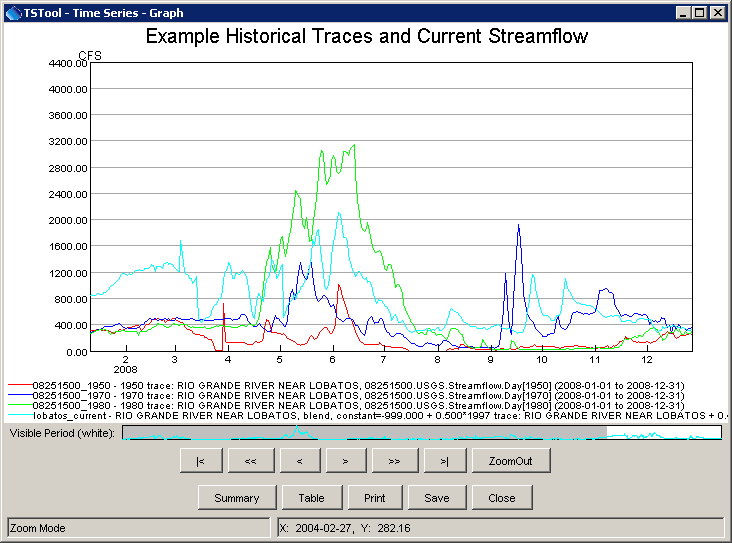 TSTool - Time Series - Graph
Example Historical Traces and Current Streamflow
CFS
4400.00
4000.00
3600.00
3200.00
2800.00
2400.00
2000.00
1600.00
1200.00
800.00
400.00
0.00
2 3 4 5 6 7 8 9 10 11 12
2008
08251500_1950 - 1950 trace: RIO GRANDE RIVER NEAR LOBATOS, 08251500.USGS.Streamflow.Day[1950] (2008-01-01 to 2008-12-31)
08251500_1970 - 1970 trace: RIO GRANDE RIVER NEAR LOBATOS, 08251500.USGS.Streamflow.Day[1970] (2008-01-01 to 2008-12-31)
08251500_1980 - 1980 trace: RIO GRANDE RIVER NEAR LOBATOS, 08251500.USGS.Streamflow.Day[1980] (2008-01-01 to 2008-12-31)
lobatos_current - RIO GRANDE RIVER NEAR LOBATOS, blend, constant=-999.000 + 0.500*1997 trace: RIO GRANDE RIVER NEAR LOBATOS + 0.
Visible Period (white):
|< << < > >> >| ZoomOut
Summary Table Print Save Close
Zoom Mode
X: 2004-02-27, Y: 282.16